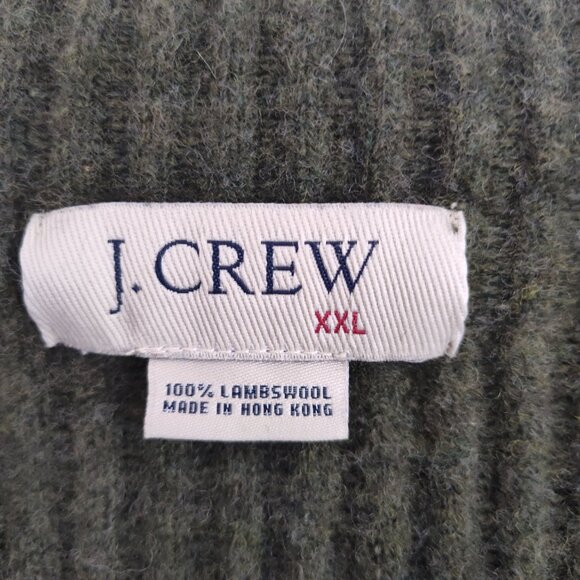 J. CREW
XXL
100% LAMBSWOOL
MADE IN HONG KONG